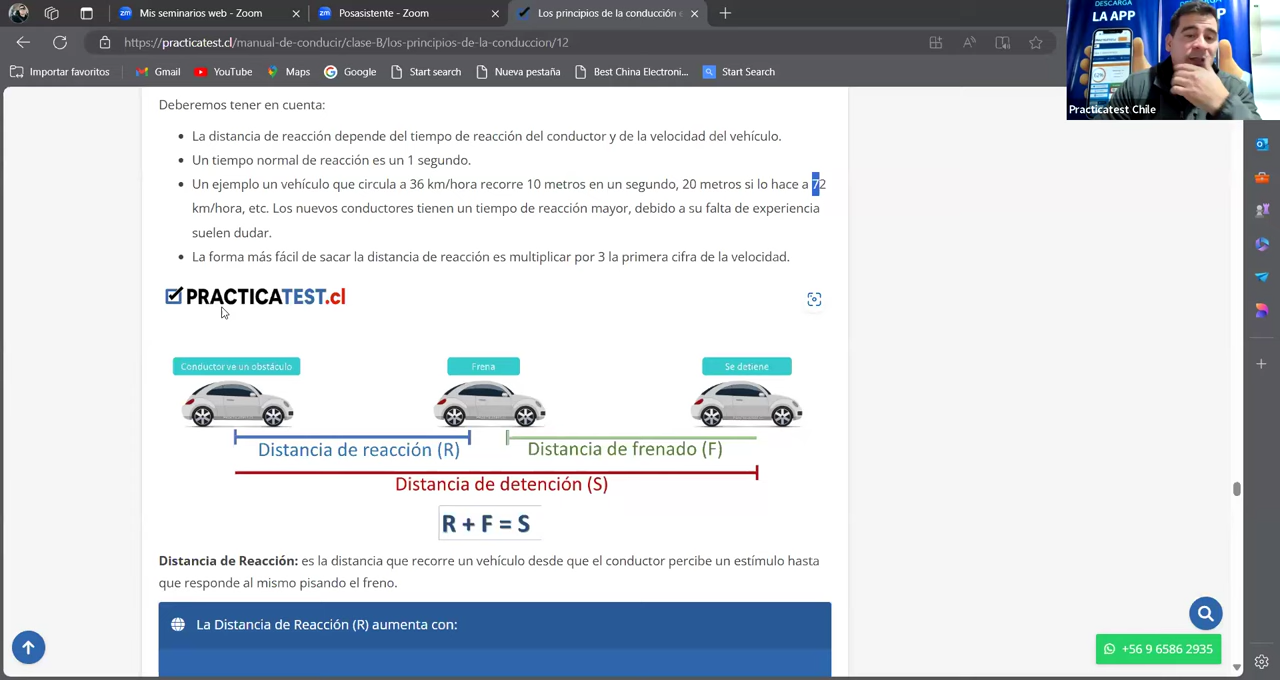 Mis seminarios web - Zoom
Posasistente - Zoom
Los principios de la conducción e
https://practicatest.cl/manual-de-conducir/clase-B/los-principios-de-la-conduccion/12
Importar favoritos
Gmail
YouTube
Maps
Google
Start search
Nueva pestaña
Best China Electroni...
Start Search
DESCARGA
LA APP
DESCARGA
Practicatest Chile
Deberemos tener en cuenta:
La distancia de reacción depende del tiempo de reacción del conductor y de la velocidad del vehículo.
Un tiempo normal de reacción es un 1 segundo.
Un ejemplo un vehículo que circula a 36 km/hora recorre 10 metros en un segundo, 20 metros si lo hace a 72
km/hora, etc. Los nuevos conductores tienen un tiempo de reacción mayor, debido a su falta de experiencia
suelen dudar.
La forma más fácil de sacar la distancia de reacción es multiplicar por 3 la primera cifra de la velocidad.
PRACTICATEST.cl
Conductor ve un obstáculo
Frena
Se detiene
Distancia de reacción (R)
Distancia de frenado (F)
Distancia de detención (S)
R + F = S
Distancia de Reacción: es la distancia que recorre un vehículo desde que el conductor percibe un estímulo hasta
que responde al mismo pisando el freno.
La Distancia de Reacción (R) aumenta con:
+56 9 6586 2935